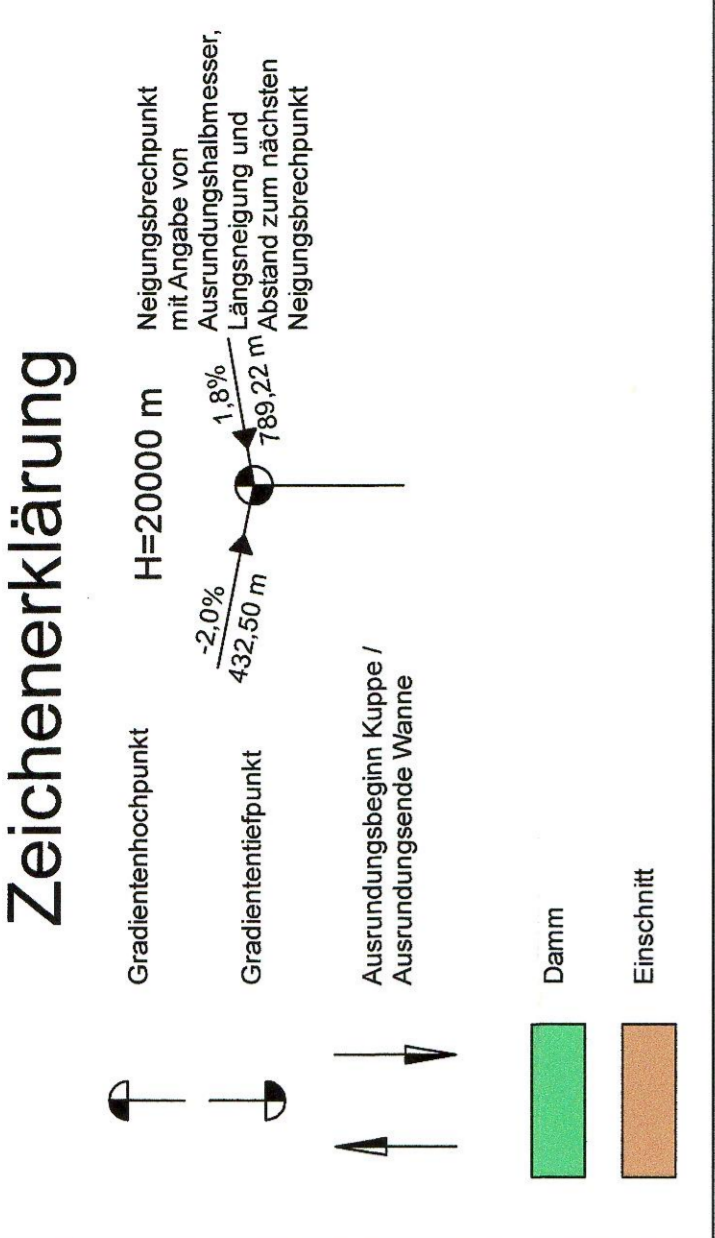 Zeichenerklärung
Gradientenhochpunkt
Gradiententiefpunkt
Ausrundungsbeginn Kuppe /
Ausrundungsende Wanne
Damm
Einschnitt
H=20000 m
-2,0%
432,50 m
1,8%
789,22 m
Neigungsbrechpunkt
mit Angabe von
Ausrundungshalbmesser,
Längsneigung und
Abstand zum nächsten
Neigungsbrechpunkt